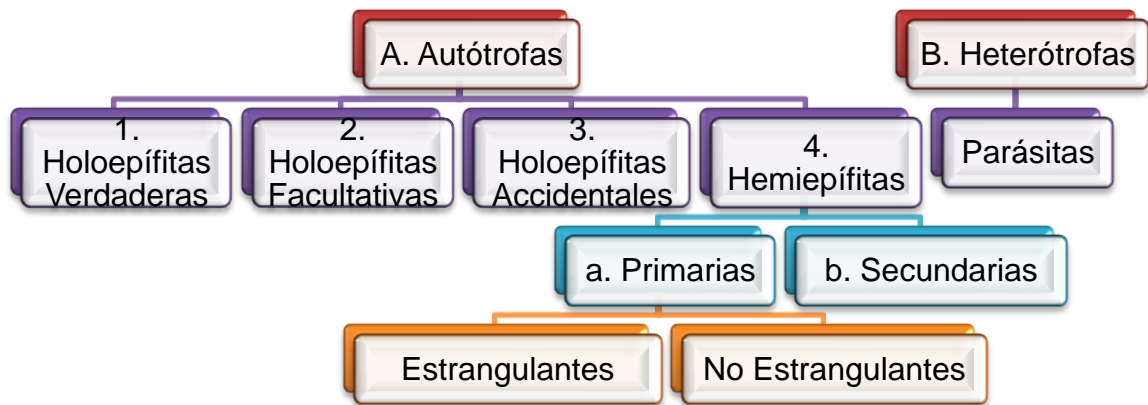 A. Autótrofas
B. Heterótrofas
1.
Holoepífitas
Verdaderas
2.
Holoepífitas
Facultativas
3.
Holoepífitas
Accidentales
4.
Hemiepífitas
Parásitas
a. Primarias
b. Secundarias
Estrangulantes
No Estrangulantes